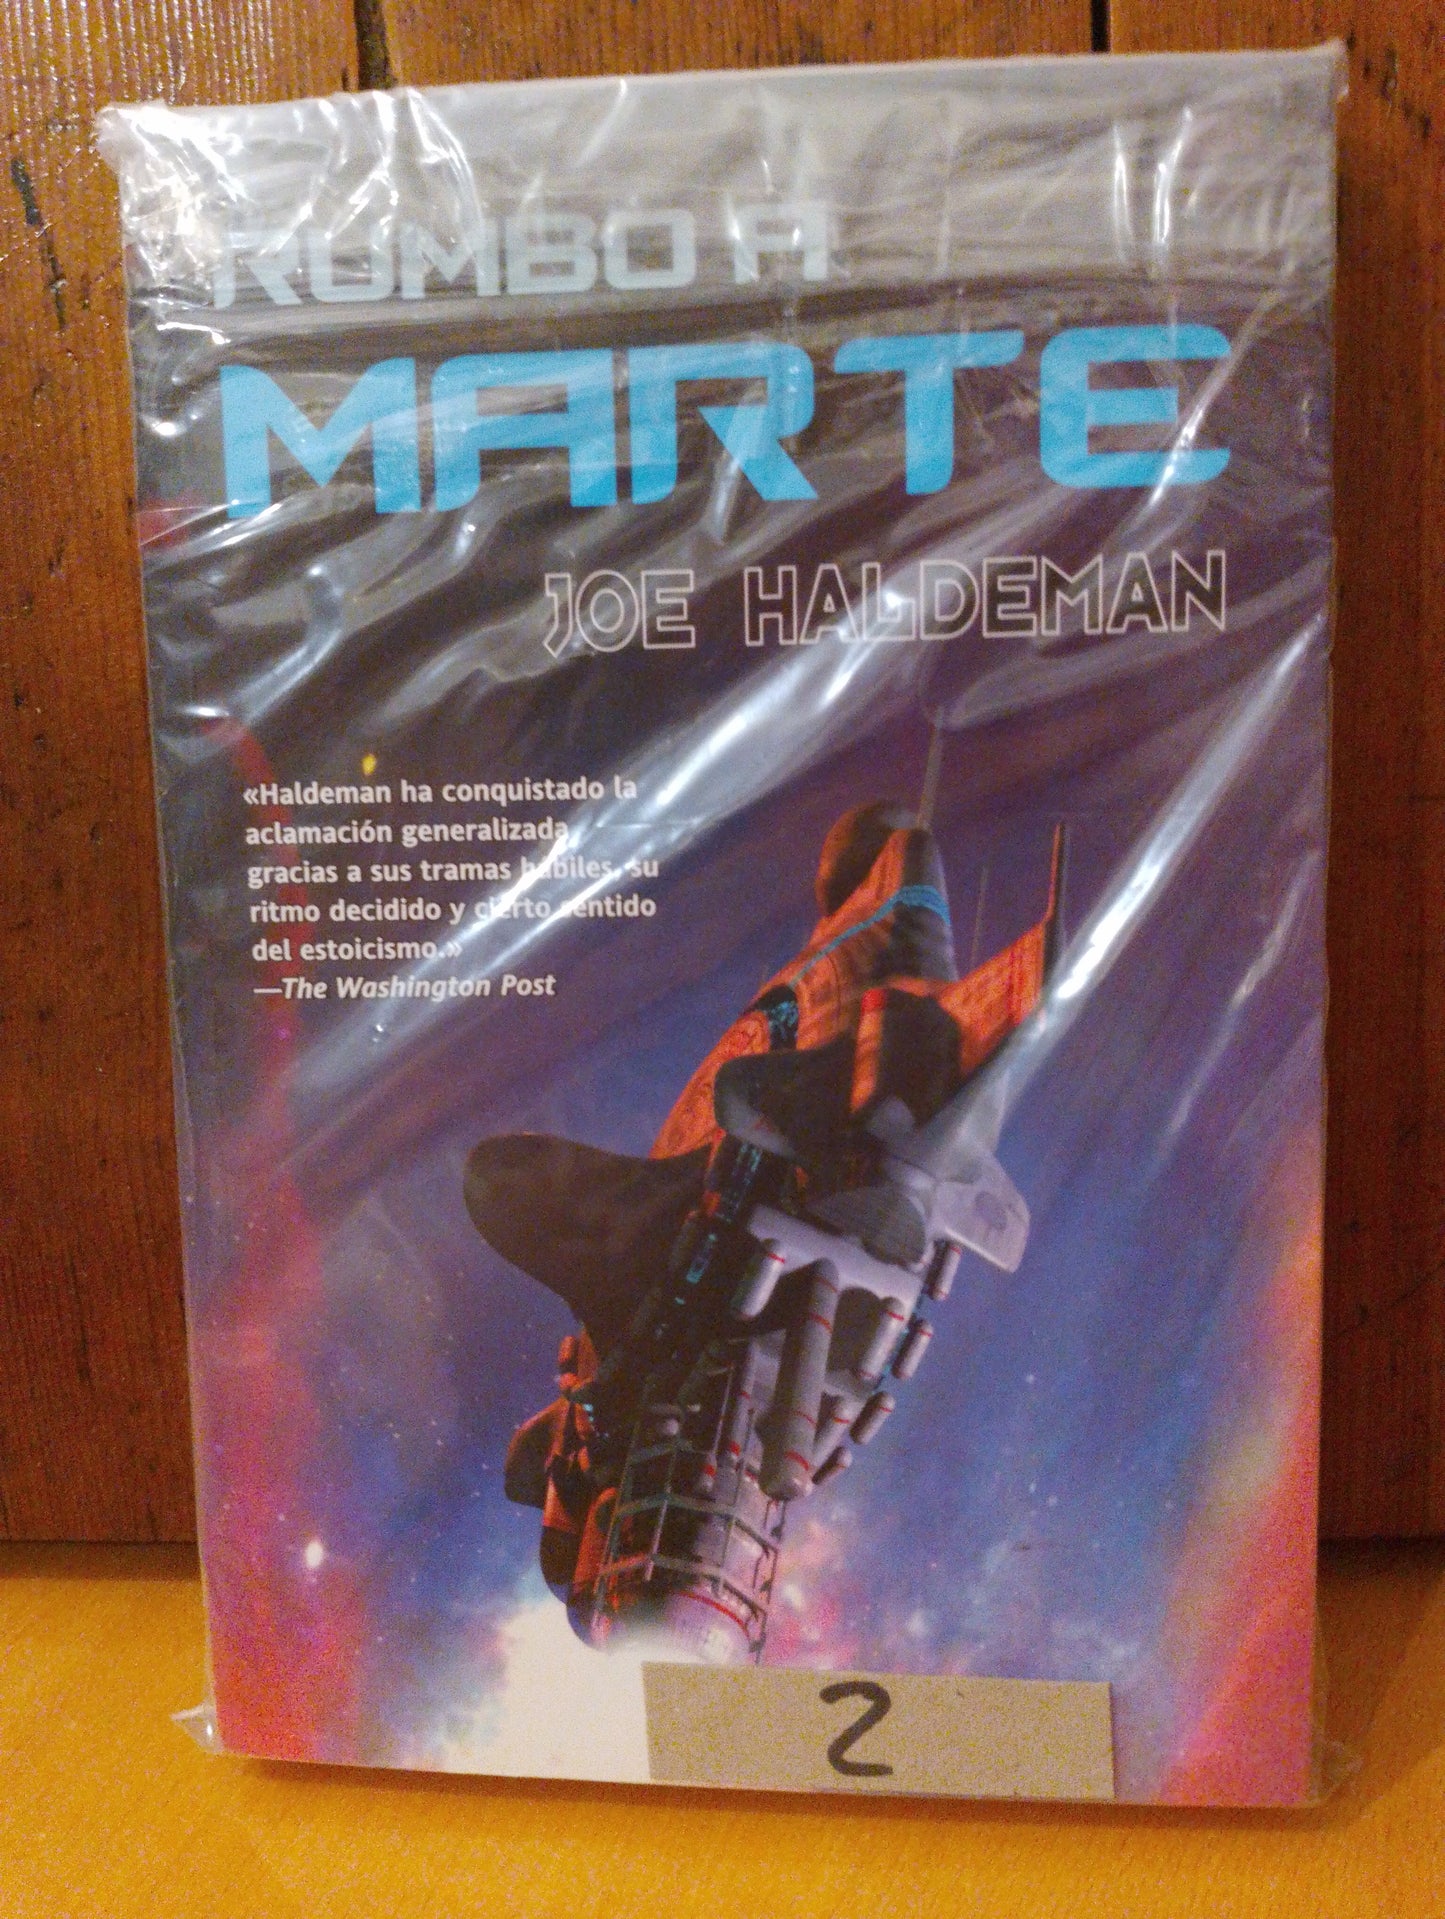 RUMBO A
MARTE
JOE HALDEMAN
«Haldeman ha conquistado la
aclamación generalizada,
gracias a sus tramas hábiles, su
ritmo decidido y cierto sentido
del estoicismo.»
—The Washington Post
2